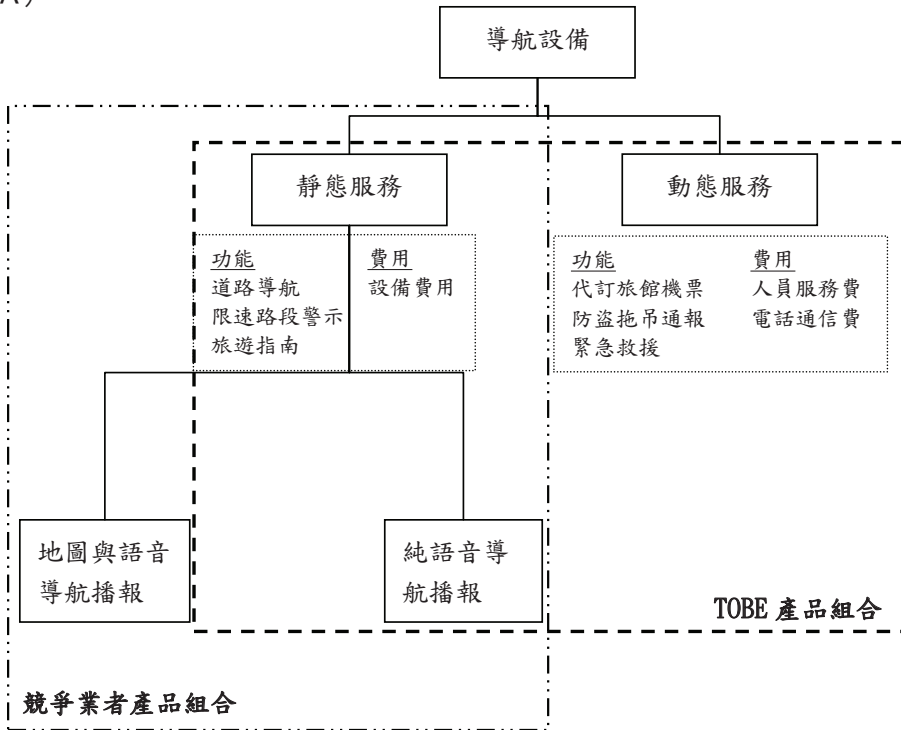 A)
導航設備
靜態服務
動態服務
功能
道路導航
限速路段警示
旅遊指南
費用
設備費用
功能
代訂旅館機票
防盜拖吊通報
緊急救援
費用
人員服務費
電話通信費
地圖與語音
導航播報
純語音導
航播報
TOBE 產品組合
競爭業者產品組合